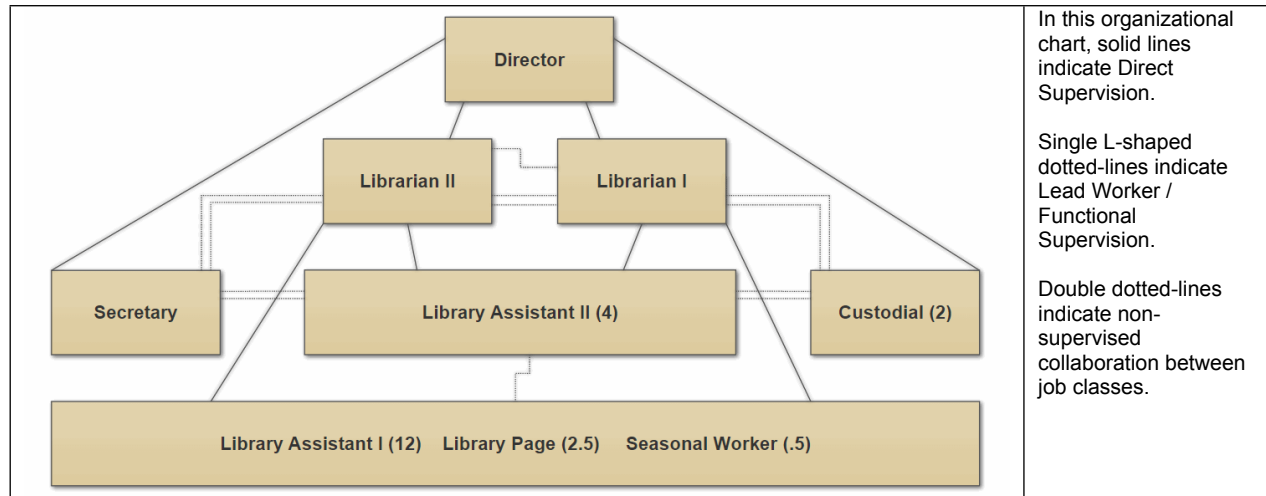 Director
Librarian II
Librarian I
Secretary
Library Assistant II (4)
Custodial (2)
Library Assistant I (12) Library Page (2.5) Seasonal Worker (.5)
In this organizational
chart, solid lines
indicate Direct
Supervision.
Single L-shaped
dotted-lines indicate
Lead Worker /
Functional
Supervision.
Double dotted-lines
indicate non-
supervised
collaboration between
job classes.